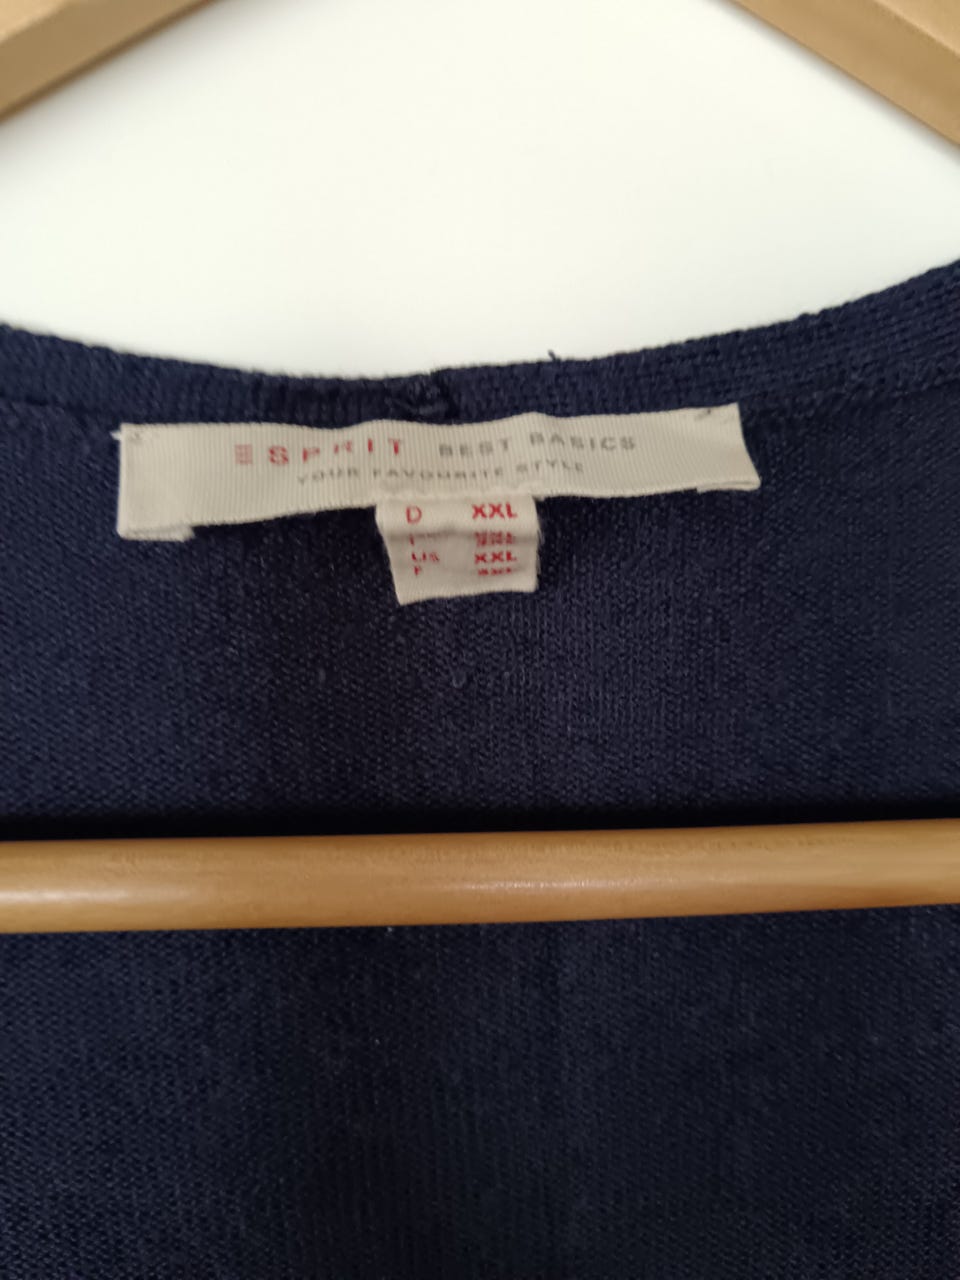 ESPRIT BEST BASICS
YOUR FAVOURITE STYLE
D XXL
US XXL
F